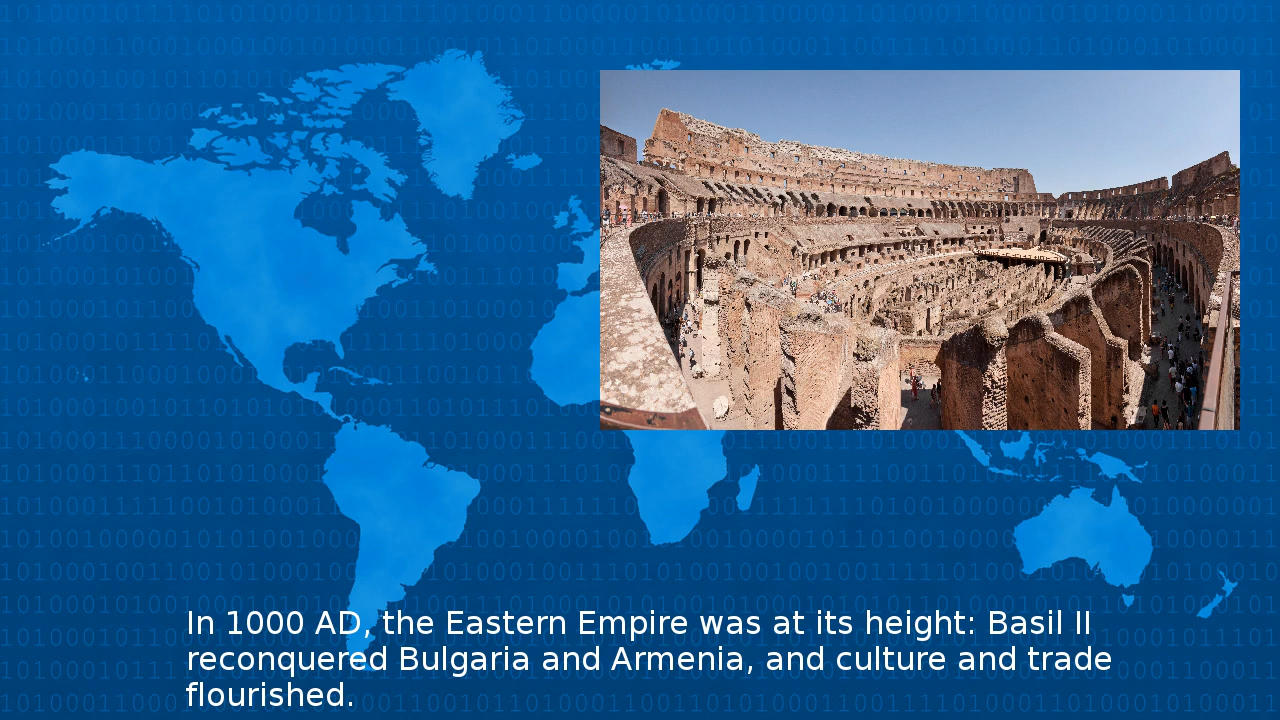 In 1000 AD, the Eastern Empire was at its height: Basil II
reconquered Bulgaria and Armenia, and culture and trade
flourished.